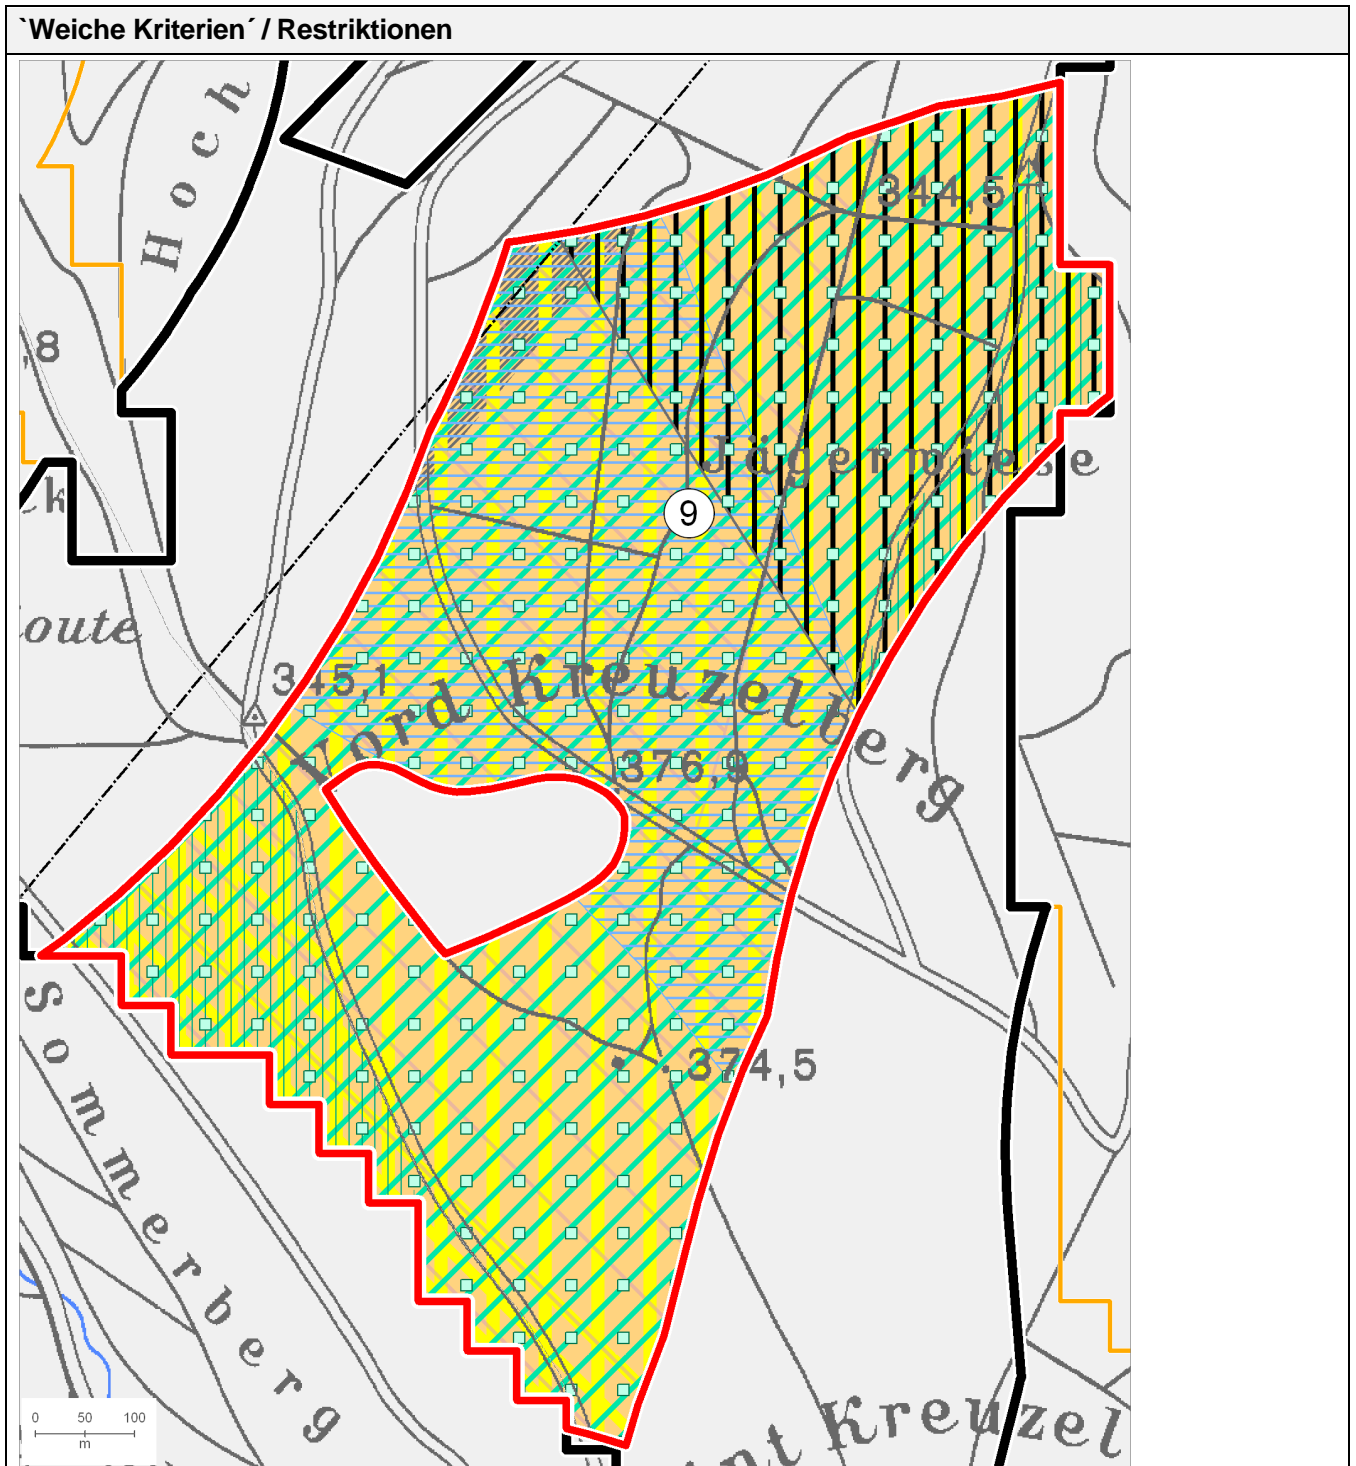 `Weiche Kriterien´ / Restriktionen
Hoch
344,5
,8
Jägerwiese
9
oute
345,1
Nord Kreuzelberg
376,9
Sommerberg
374,5
0 50 100
m
Kreuzel